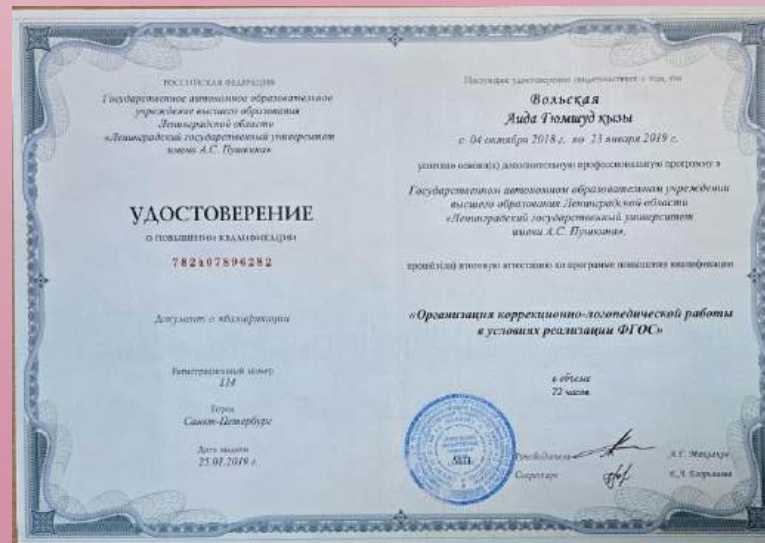 РОССИЙСКАЯ ФЕДЕРАЦИЯ
Государственное автономное образовательное
учреждение высшего образования
Ленинградской области
«Ленинградский государственный университет
имени А.С. Пушкина»
УДОСТОВЕРЕНИЕ
О ПОВЫШЕНИИ КВАЛИФИКАЦИИ
782407896282
Документ о квалификации
Регистрационный номер
114
Город
Санкт-Петербург
Дата выдачи
25.01.2019 г.
Настоящее удостоверение свидетельствует о том, что
Вольская
Аида Гюмшуд кызы
с 04 октября 2018 г. по 23 января 2019 г.
успешно освоил(а) дополнительную профессиональную программу в
Государственном автономном образовательном учреждении
высшего образования Ленинградской области
«Ленинградский государственный университет
имени А.С. Пушкина»,
прошёл(ла) итоговую аттестацию по программе повышения квалификации
«Организация коррекционно-логопедической работы
в условиях реализации ФГОС»
в объеме
72 часов
М.П.
Руководитель
Секретарь